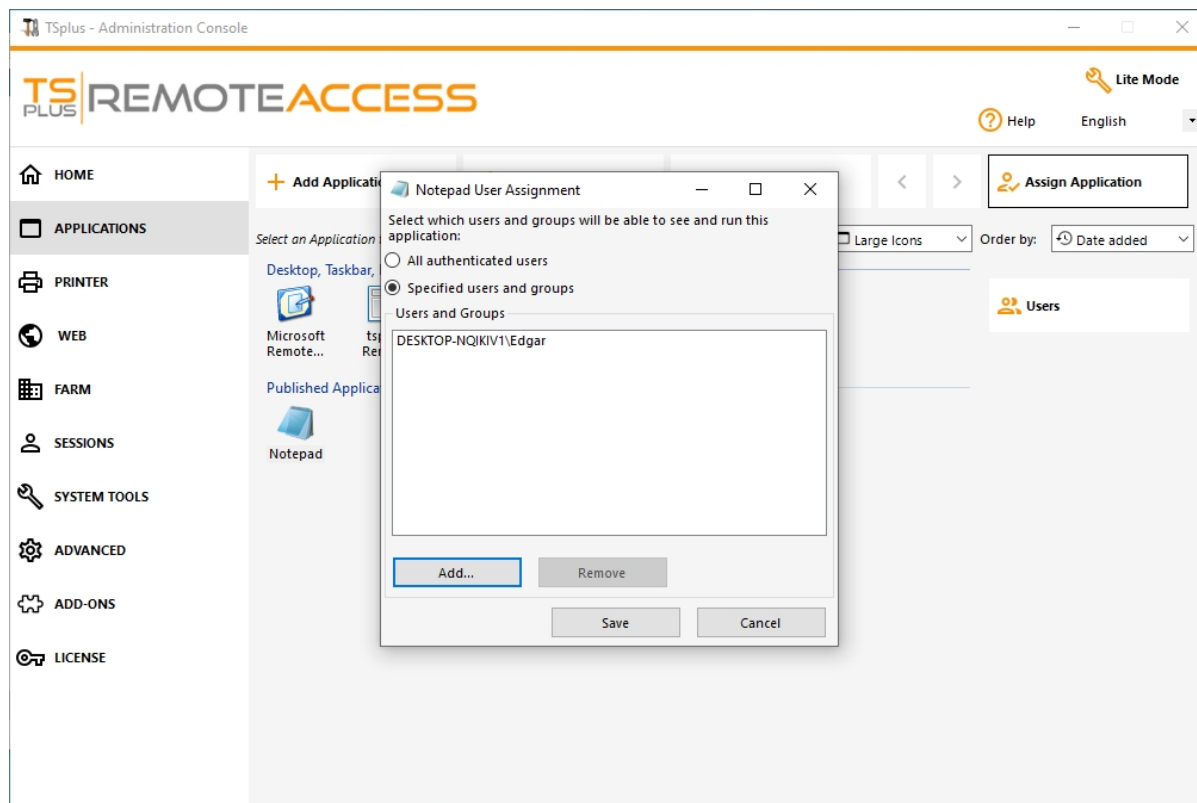 TSplus - Administration Console
TS PLUS REMOTEACCESS
Lite Mode
Help
English
HOME
APPLICATIONS
PRINTER
WEB
FARM
SESSIONS
SYSTEM TOOLS
ADVANCED
ADD-ONS
LICENSE
Add
Assign Application
Select an Application
Large Icons
Order by:
Date added
Desktop, Taskbar,
Microsoft
Remote...
Users
Published
Notepad
Notepad User Assignment
Select which users and groups will be able to see and run this
application:
All authenticated users
Specified users and groups
Users and Groups
DESKTOP-NQIKIV1\Edgar
Add...
Remove
Save
Cancel